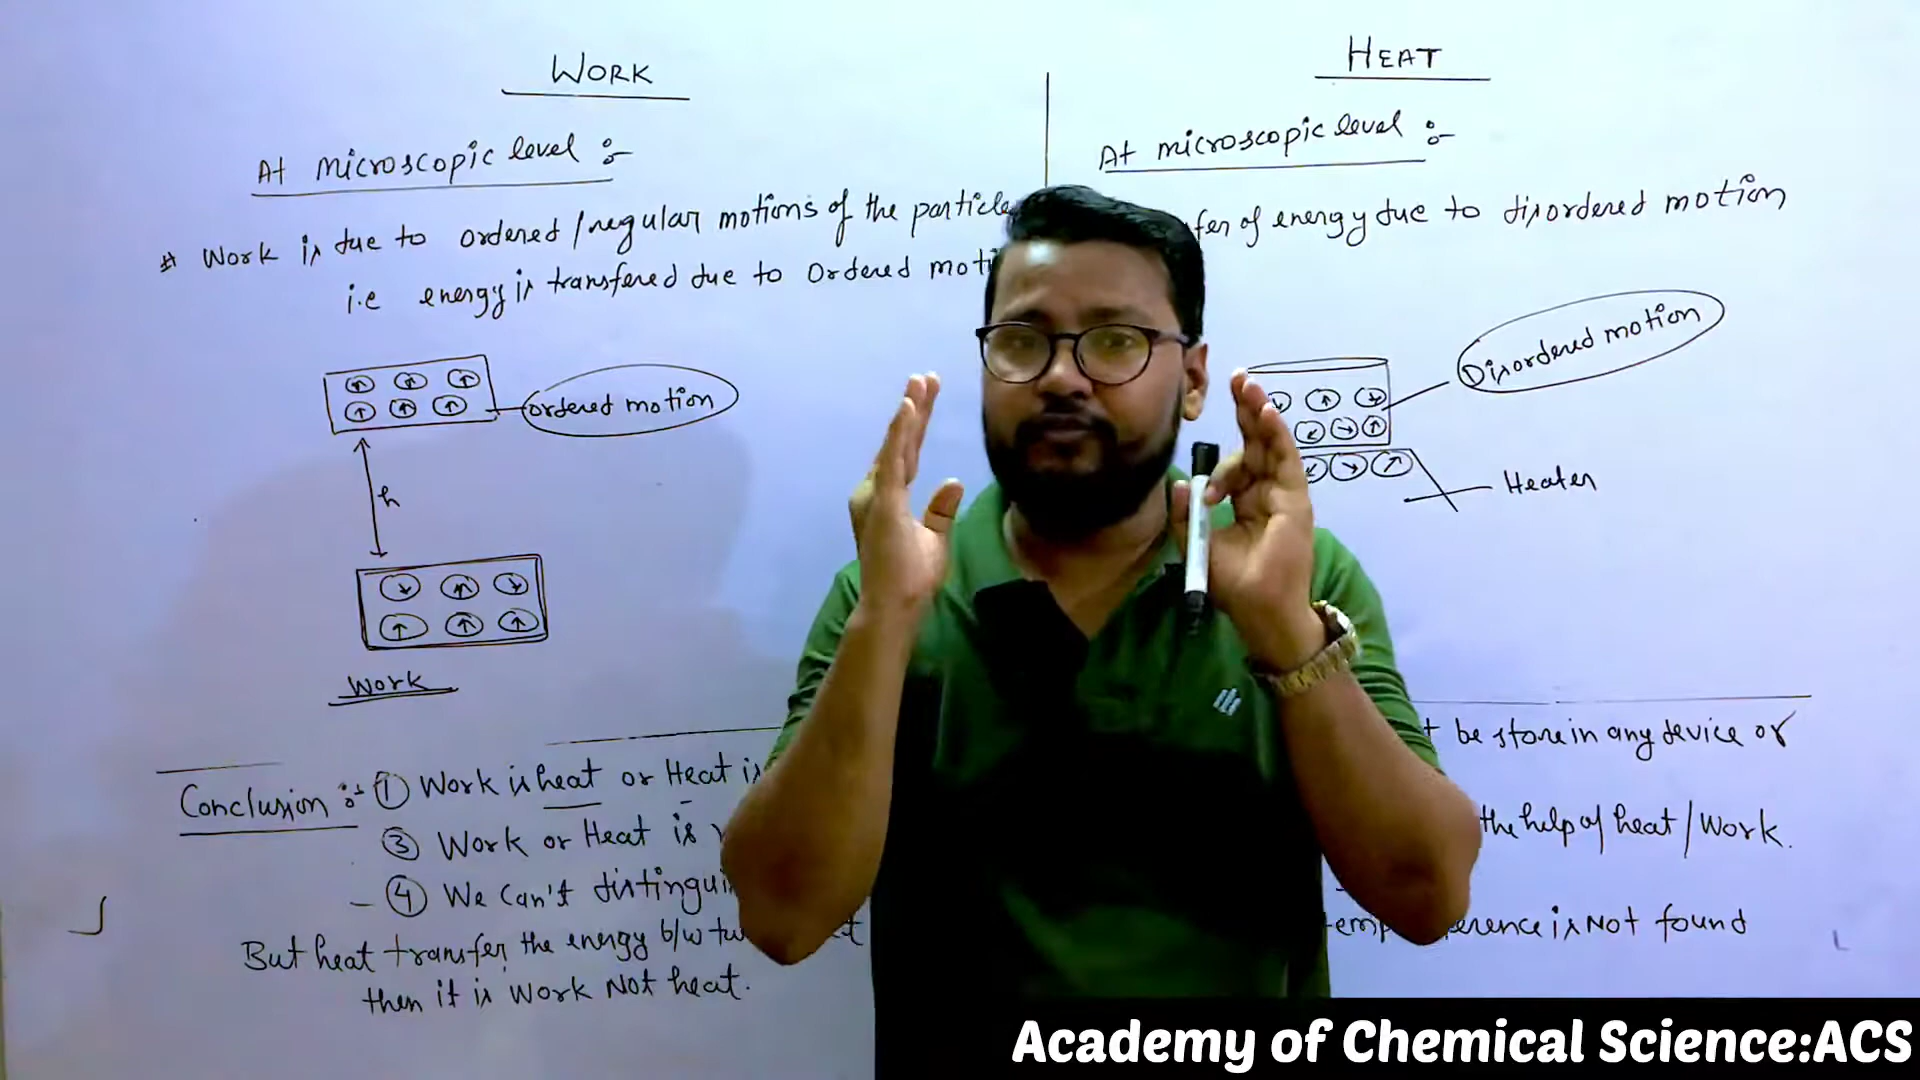 WORK
At microscopic level :-
# Work is due to ordered/regular motions of the particle
i.e energy is transfered due to ordered moti
ordered motion
h
Work
HEAT
At microscopic level :-
fer of energy due to disordered motion
Disordered motion
Heater
Conclusion :- ① Work is heat or Heat is
t be store in any device or
③ Work or Heat is
the help of heat/work.
④ We can't distingui
But heat transfer the energy b/w tw
emp erence is Not found
then it is work Not heat.
Academy of Chemical Science:ACS